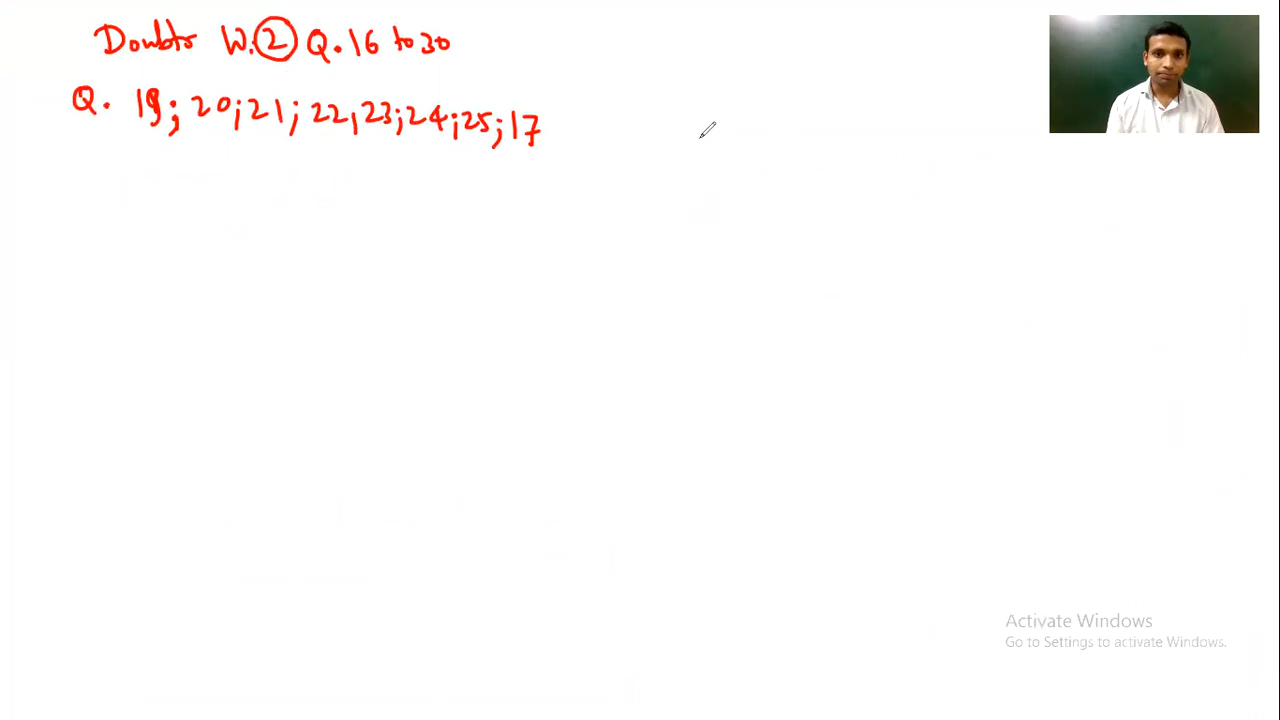 Doubts W. 2 Q. 16 to 30
Q. 19; 20; 21; 22, 23; 24; 25; 17
Activate Windows
Go to Settings to activate Windows.